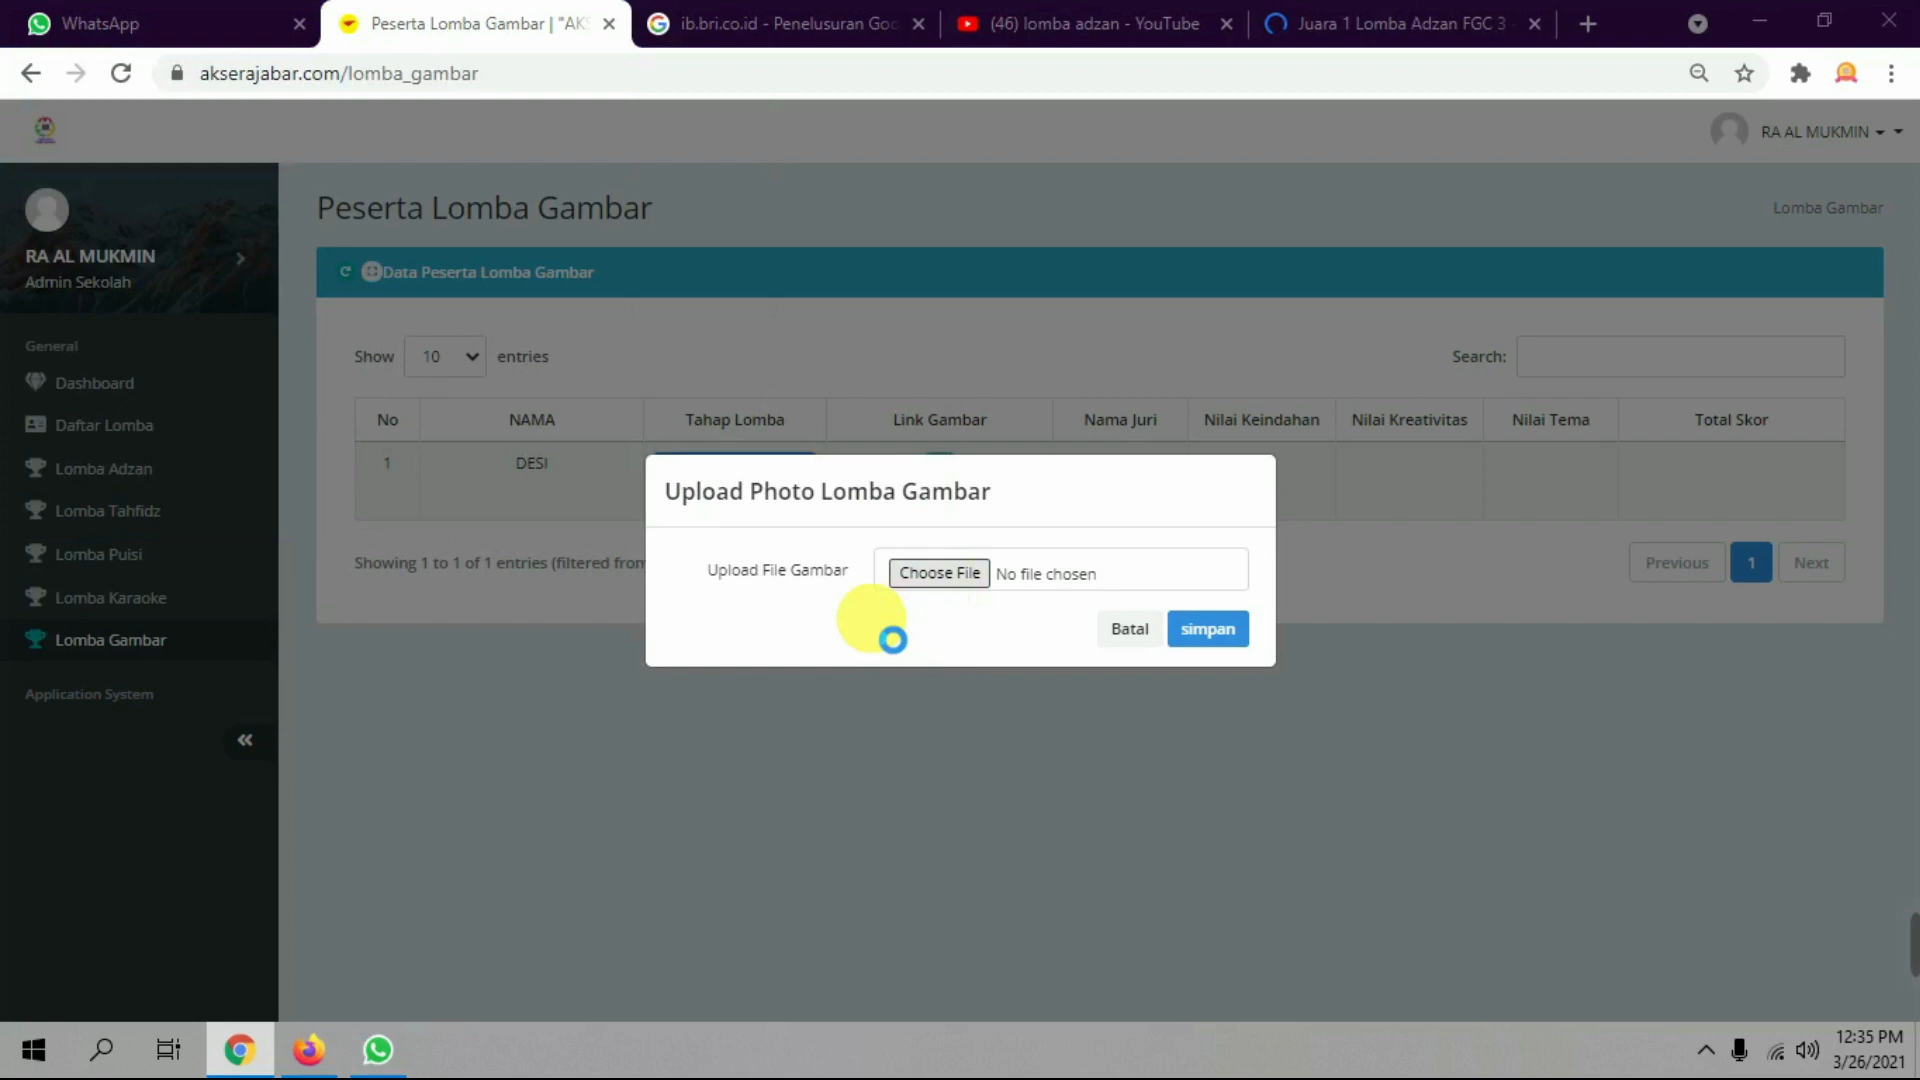 WhatsApp
Peserta Lomba Gambar | "AKS
ib.bri.co.id - Penelusuran Goo
(46) lomba adzan - YouTube
Juara 1 Lomba Adzan FGC 3 -
akserajabar.com/lomba_gambar
RA AL MUKMIN
RA AL MUKMIN
Admin Sekolah
General
Dashboard
Daftar Lomba
Lomba Adzan
Lomba Tahfidz
Lomba Puisi
Lomba Karaoke
Lomba Gambar
Application System
Peserta Lomba Gambar
Lomba Gambar
Data Peserta Lomba Gambar
Show 10 entries
Search:
No NAMA Tahap Lomba Link Gambar Nama Juri Nilai Keindahan Nilai Kreativitas Nilai Tema Total Skor
1 DESI
Showing 1 to 1 of 1 entries (filtered from
Previous 1 Next
Upload Photo Lomba Gambar
Upload File Gambar Choose File No file chosen
Batal simpan
12:35 PM
3/26/2021